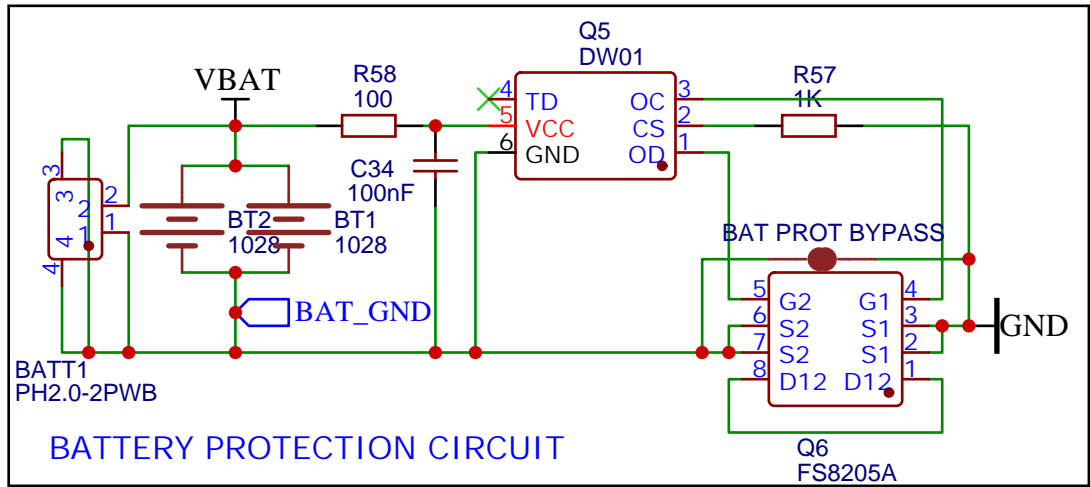 Q5
DW01
VBAT
R58
100
R57
1K
4 TD OC 3
5 VCC CS 2
6 GND OD 1
C34
100nF
3
3
2 2
1 1
4
4
BT2
1028
BT1
1028
BAT PROT BYPASS
BAT_GND
5 G2 G1 4
6 S2 S1 3
7 S2 S1 2
8 D12 D12 1
GND
BATT1
PH2.0-2PWB
BATTERY PROTECTION CIRCUIT
Q6
FS8205A